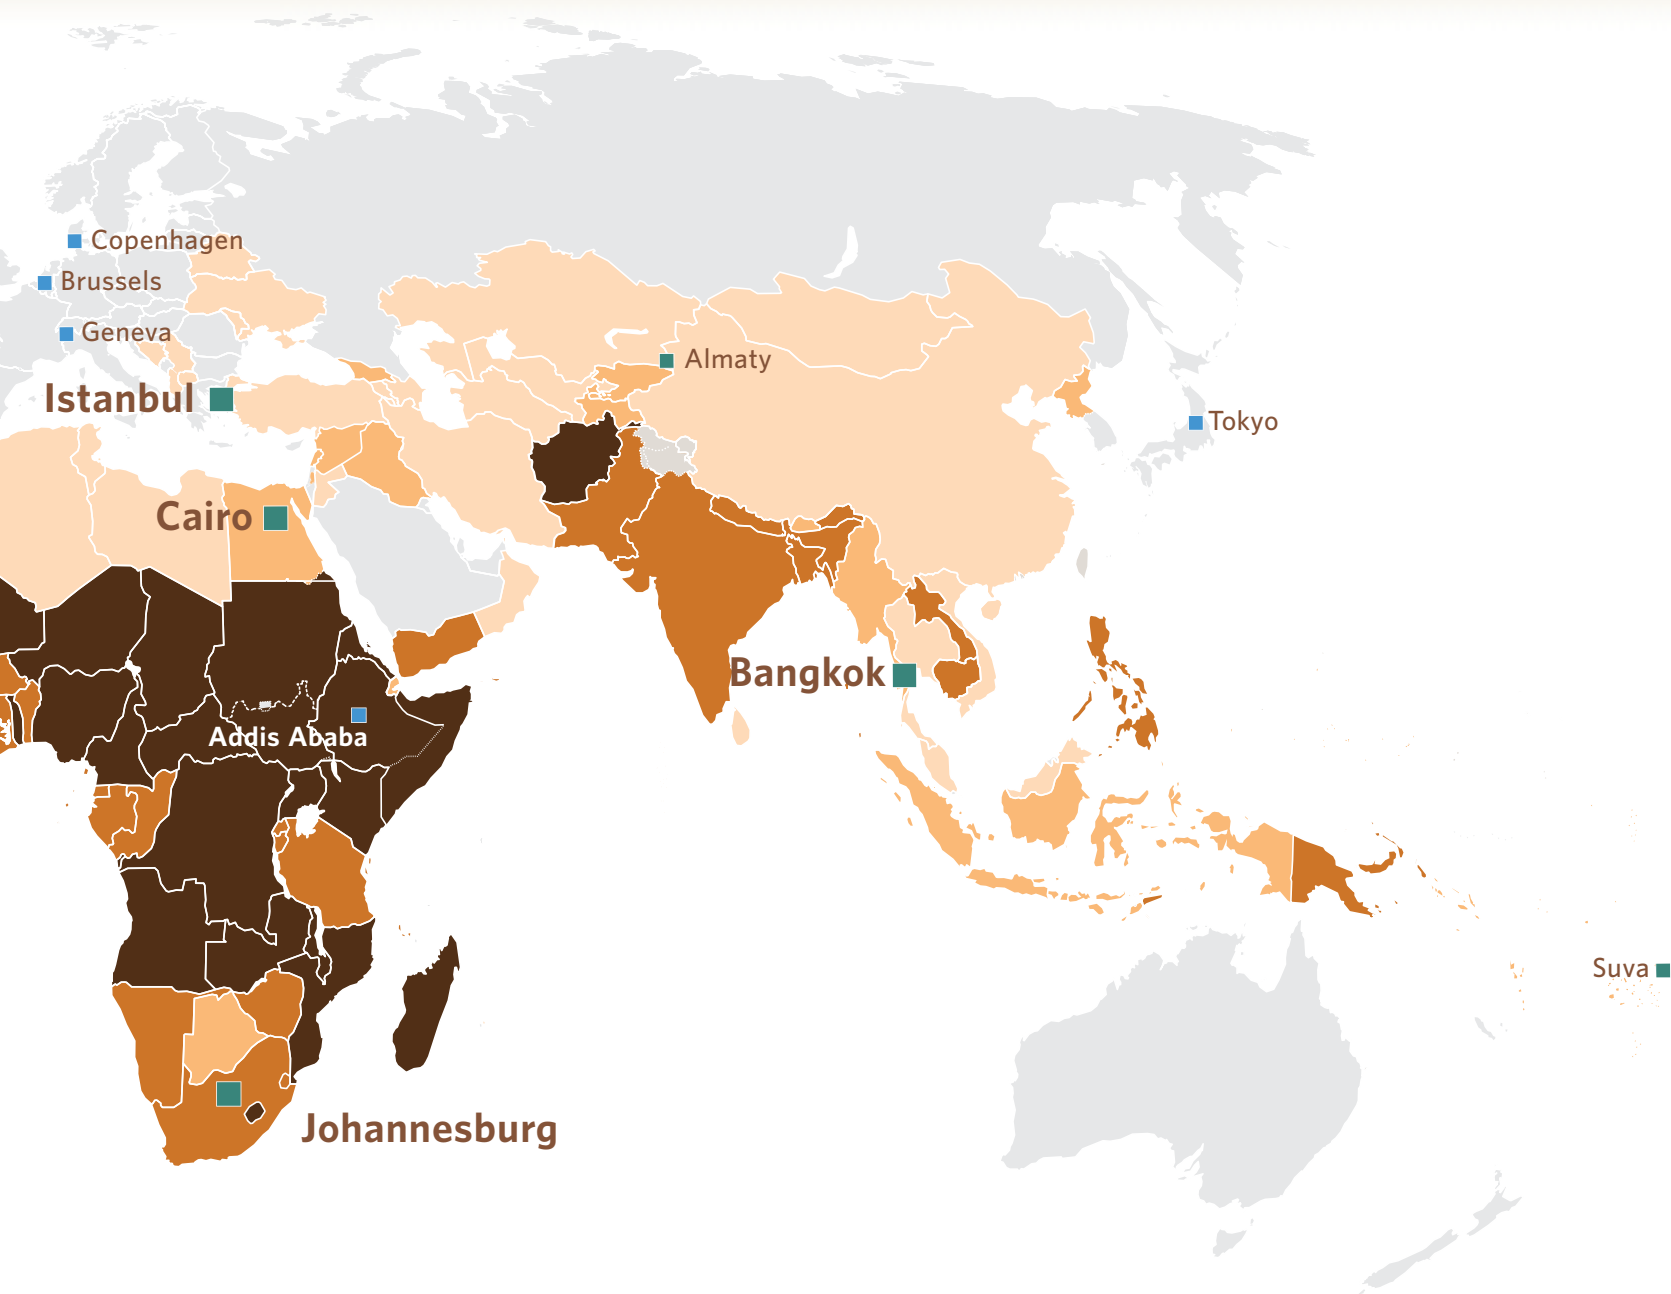 Copenhagen
Brussels
Geneva
Istanbul
Almaty
Tokyo
Cairo
Bangkok
Addis Ababa
Suva
Johannesburg